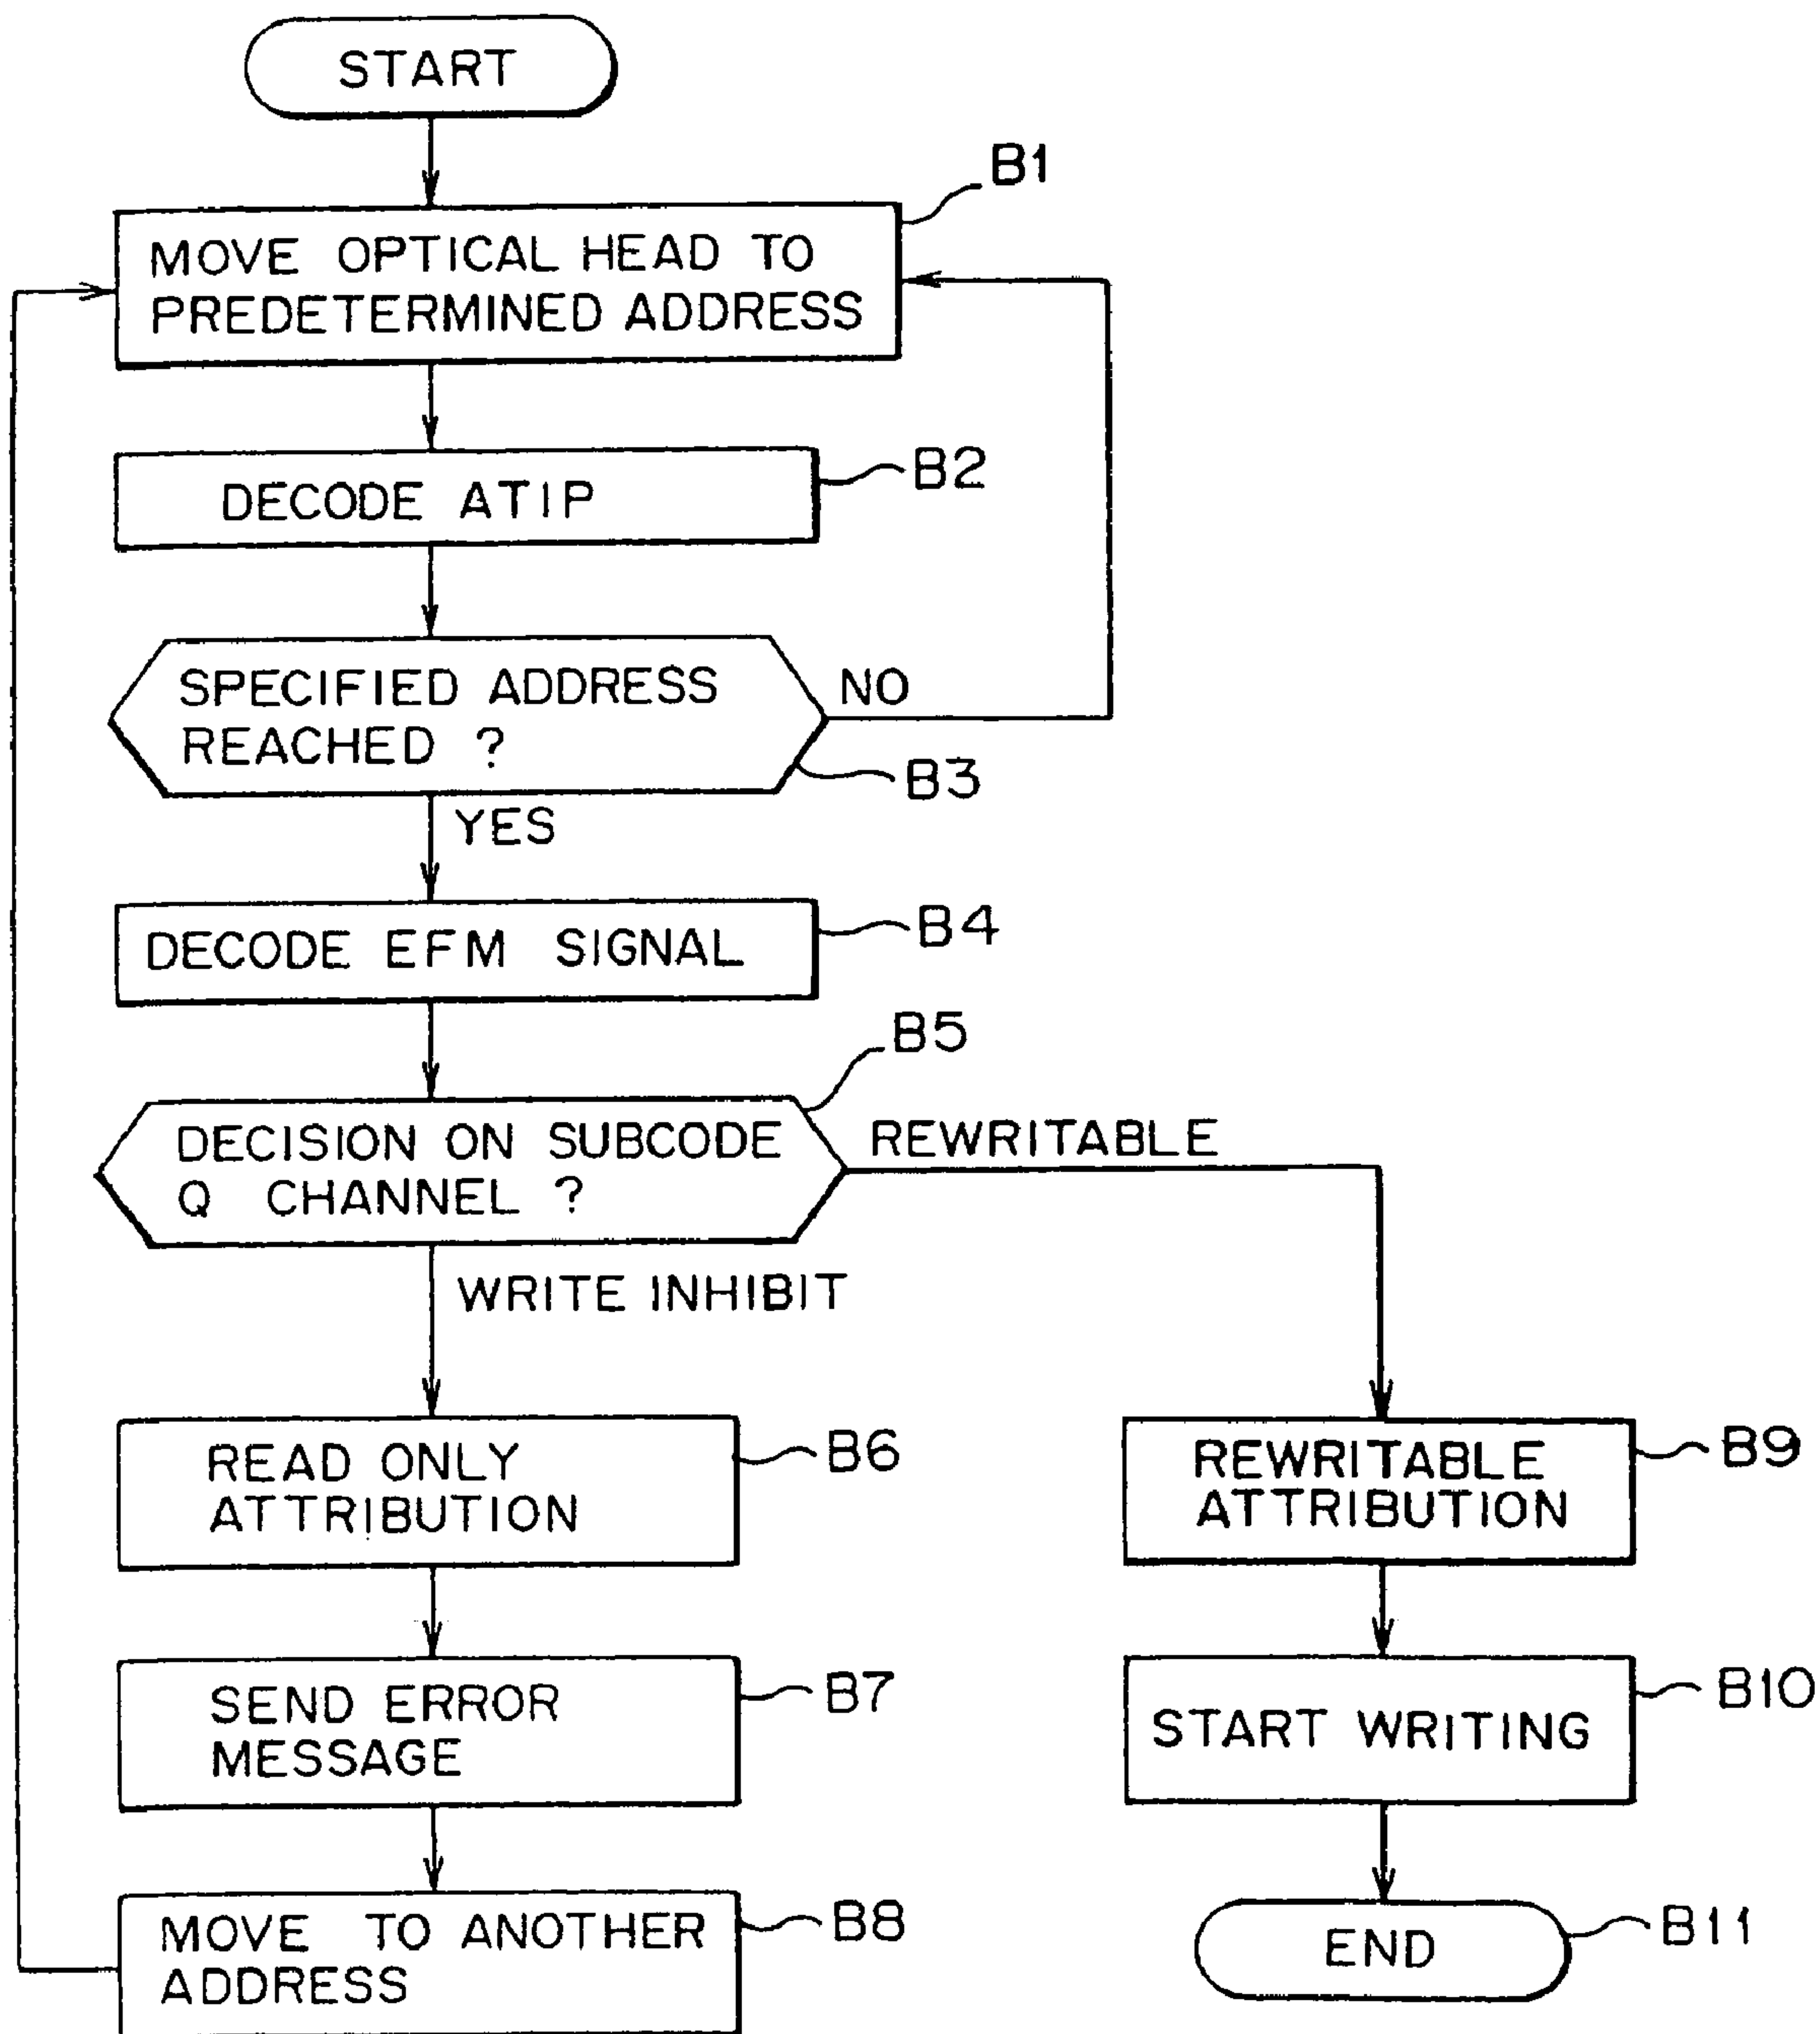 START
B1
MOVE OPTICAL HEAD TO
PREDETERMINED ADDRESS
B2
DECODE ATIP
SPECIFIED ADDRESS
REACHED ?
NO
B3
YES
B4
DECODE EFM SIGNAL
B5
DECISION ON SUBCODE
Q CHANNEL ?
REWRITABLE
WRITE INHIBIT
READ ONLY
ATTRIBUTION
B6
REWRITABLE
ATTRIBUTION
B9
SEND ERROR
MESSAGE
B7
START WRITING
B10
MOVE TO ANOTHER
ADDRESS
B8
END
B11